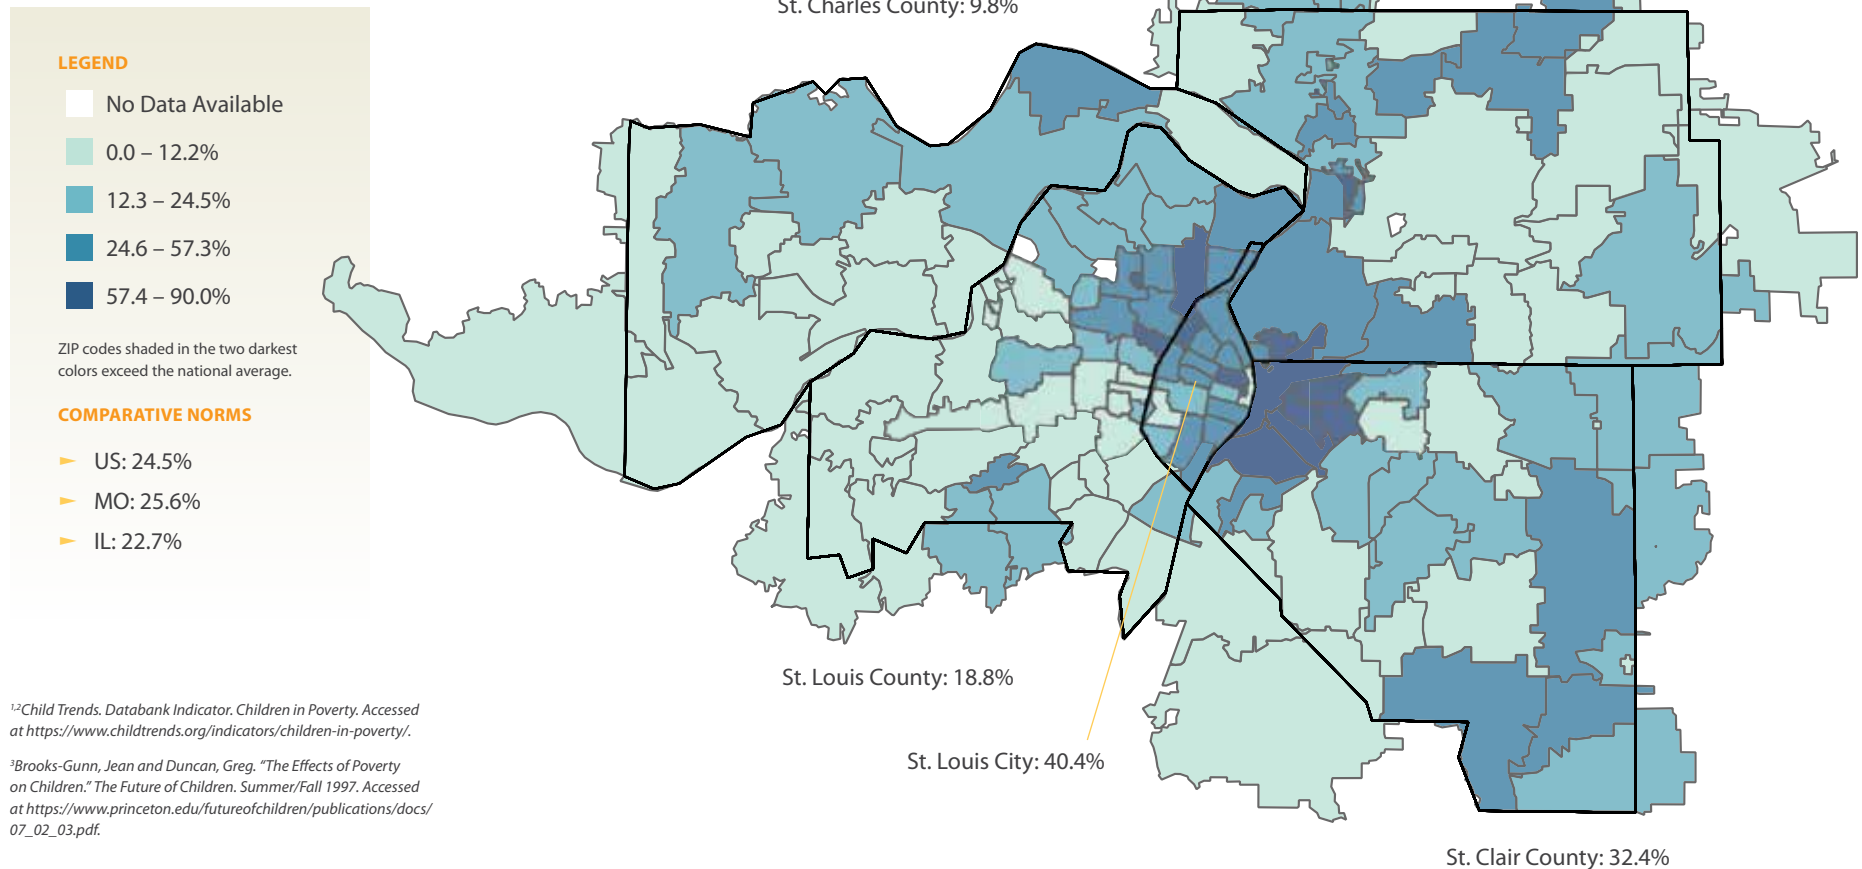 St. Charles County: 9.8%
LEGEND
No Data Available
0.0 – 12.2%
12.3 – 24.5%
24.6 – 57.3%
57.4 – 90.0%
ZIP codes shaded in the two darkest
colors exceed the national average.
COMPARATIVE NORMS
► US: 24.5%
► MO: 25.6%
► IL: 22.7%
St. Louis County: 18.8%
St. Louis City: 40.4%
St. Clair County: 32.4%
1,2Child Trends. Databank Indicator. Children in Poverty. Accessed
at https://www.childtrends.org/indicators/children-in-poverty/.
3Brooks-Gunn, Jean and Duncan, Greg. “The Effects of Poverty
on Children.” The Future of Children. Summer/Fall 1997. Accessed
at https://www.princeton.edu/futureofchildren/publications/docs/
07_02_03.pdf.